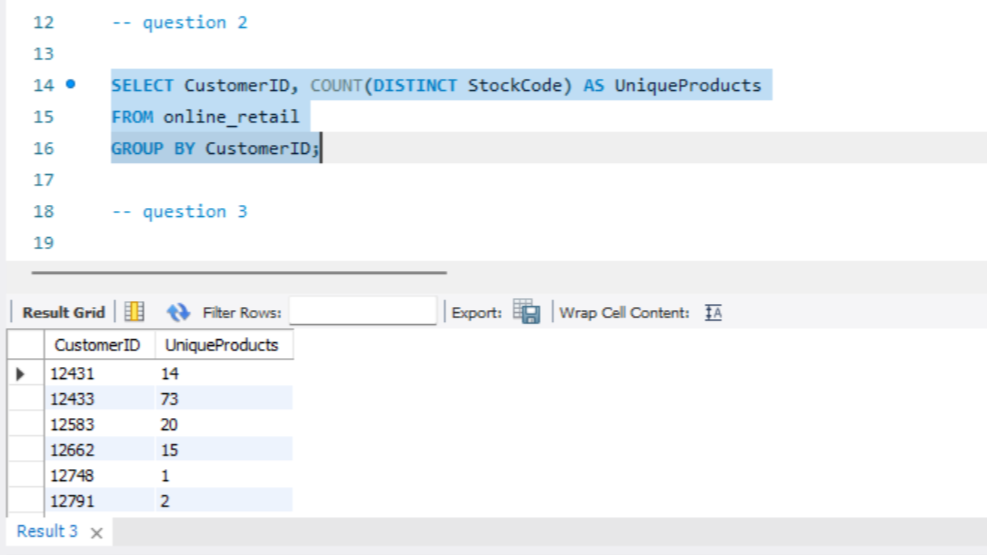 12 -- question 2
13
14 SELECT CustomerID, COUNT(DISTINCT StockCode) AS UniqueProducts
15 FROM online_retail
16 GROUP BY CustomerID;
17
18 -- question 3
19
Result Grid Filter Rows: Export: Wrap Cell Content: IA
CustomerID UniqueProducts
12431 14
12433 73
12583 20
12662 15
12748 1
12791 2
Result 3 ×